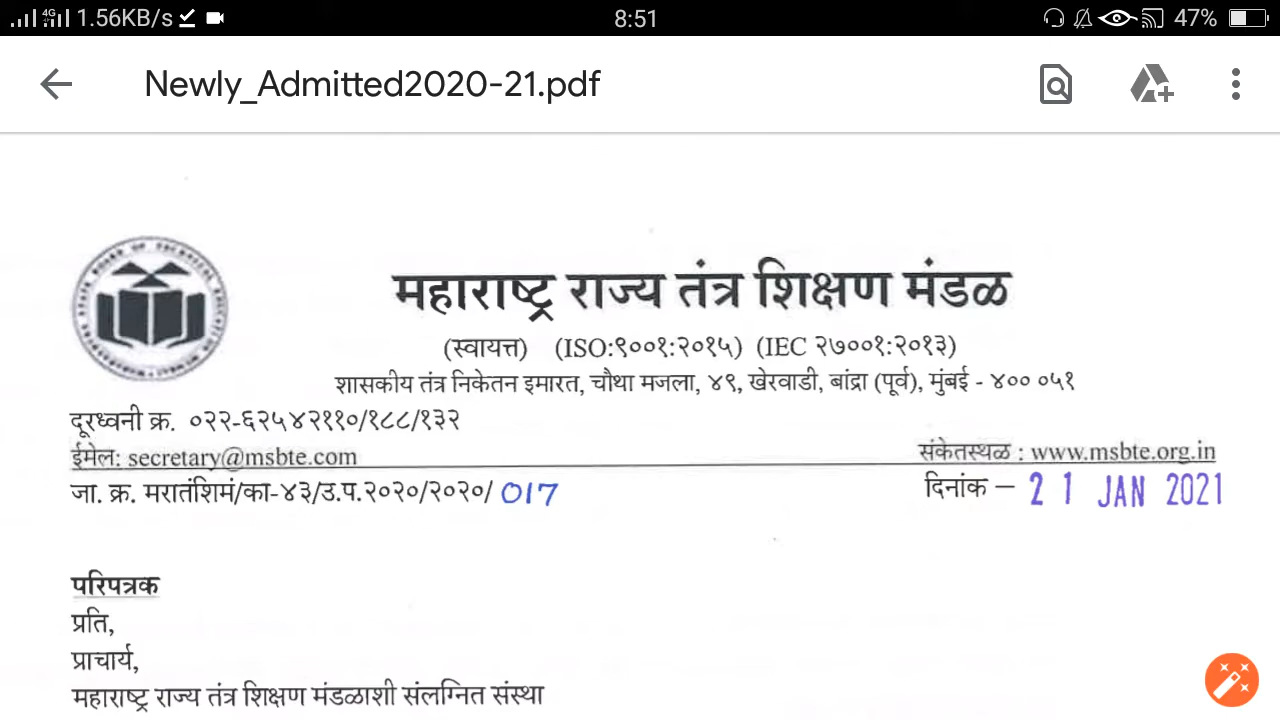 1.56KB/s 8:51 47%
Newly_Admitted2020-21.pdf
महाराष्ट्र राज्य तंत्र शिक्षण मंडळ
(स्वायत्त) (ISO:९००१:२०१५) (IEC २७००१:२०१३)
शासकीय तंत्र निकेतन इमारत, चौथा मजला, ४९, खेरवाडी, बांद्रा (पूर्व), मुंबई - ४०० ०५१
दूरध्वनी क्र. ०२२-६२५४२११०/१८८/१३२
ईमेल: secretary@msbte.com संकेतस्थळ : www.msbte.org.in
जा. क्र. मरातंशिमं/का-४३/उ.प.२०२०/२०२०/ 017 दिनांक – 21 JAN 2021
परिपत्रक
प्रति,
प्राचार्य,
महाराष्ट्र राज्य तंत्र शिक्षण मंडळाशी संलग्नित संस्था